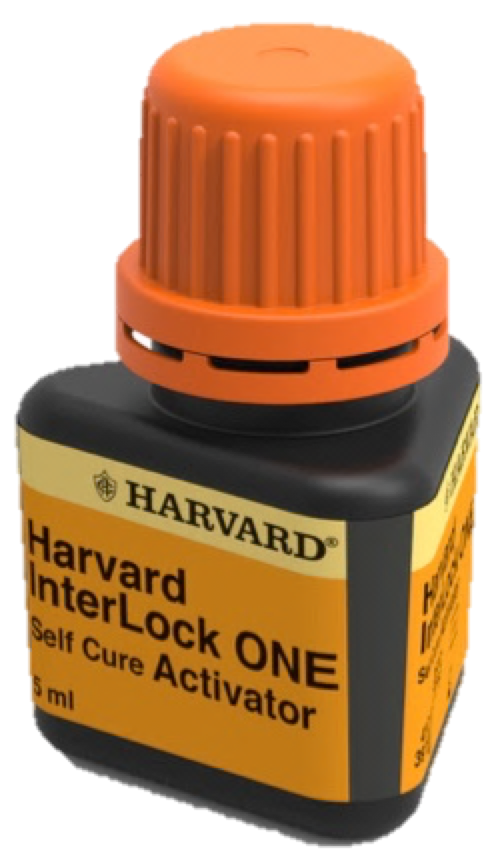 HARVARD®
Harvard
InterLock ONE
Self Cure Activator
5 ml